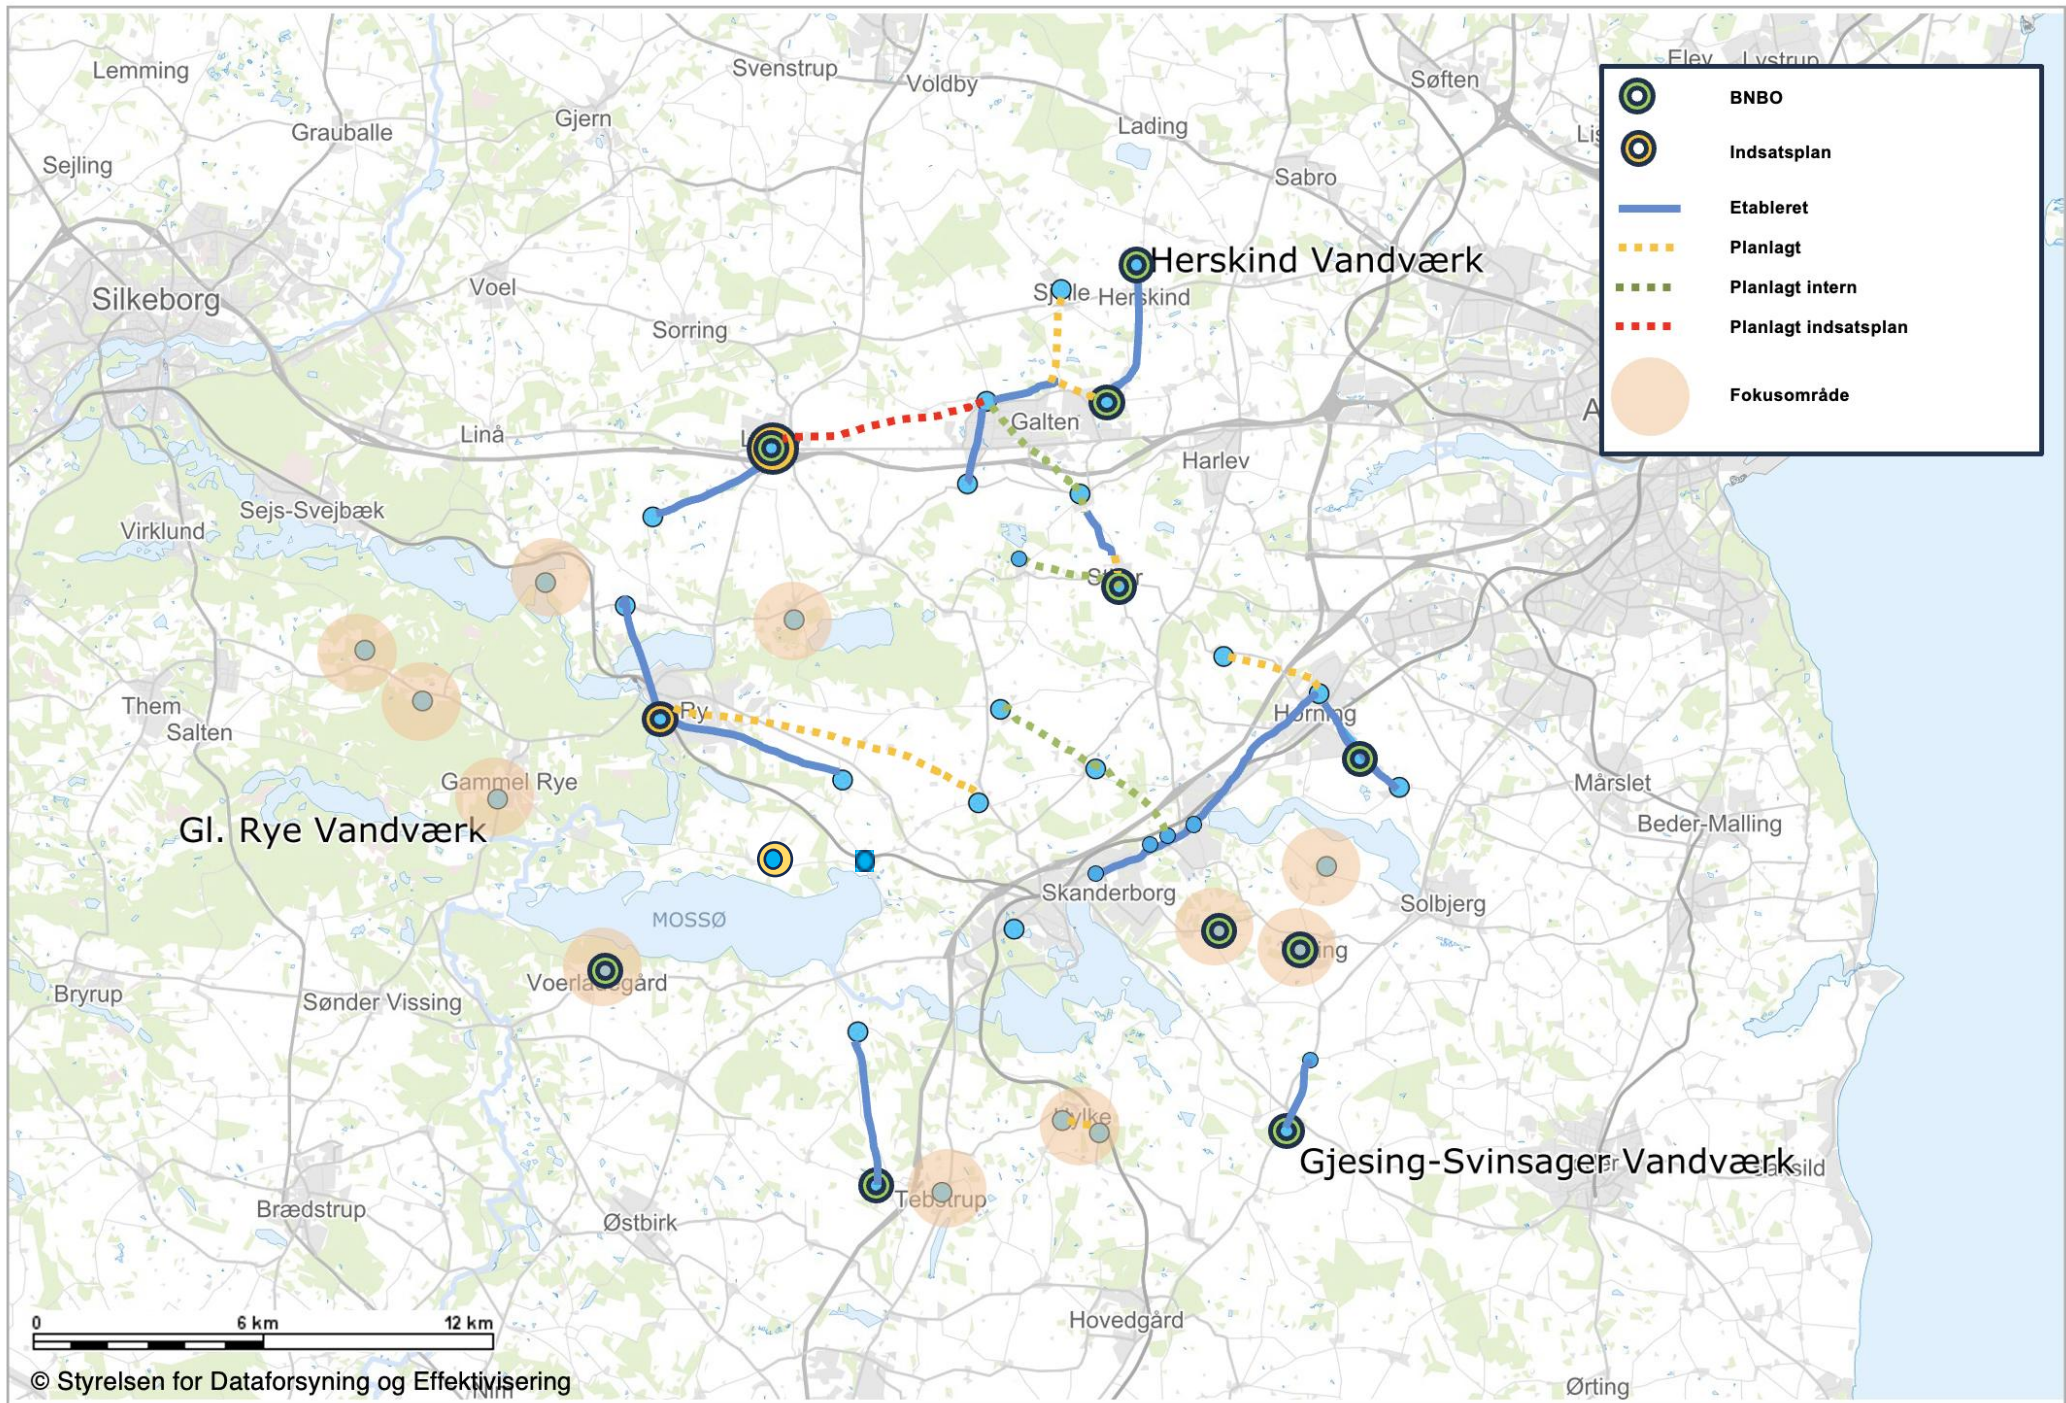 Lemming
Svenstrup
Voldby
Søften
Elev
Lystrup
Grauballe
Gjern
Lading
Sejling
Sabro
BNBO
Indsatsplan
Etableret
Planlagt
Planlagt intern
Planlagt indsatsplan
Fokusområde
Herskind Vandværk
Herskind
Silkeborg
Voel
Sorring
Galten
Linå
Harlev
Sejs-Svejbæk
Virklund
Them
Salten
Ry
Hørning
Gammel Rye
Gl. Rye Vandværk
Mårslet
Beder-Malling
Skanderborg
Solbjerg
MOSSØ
Bryrup
Sønder Vissing
Hylke
Gjesing-Svinsager Vandværk
Tebstrup
Brædstrup
Østbirk
Hovedgård
Ørting
0
6 km
12 km
© Styrelsen for Dataforsyning og Effektivisering